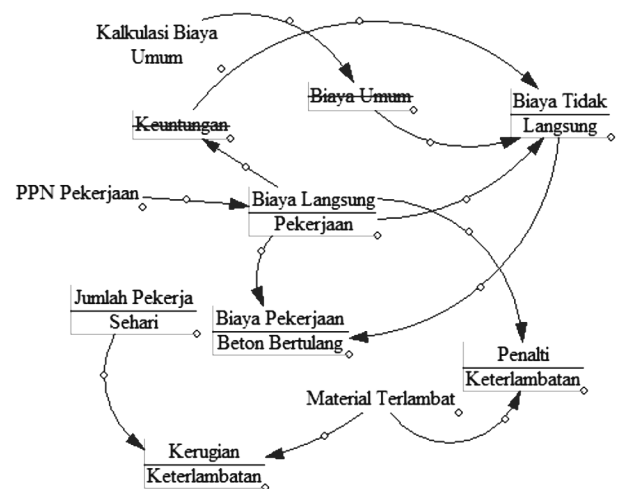 Kalkulasi Biaya
Umum
Biaya Umum
Biaya Tidak
Langsung
Keuntungan
PPN Pekerjaan
Biaya Langsung
Pekerjaan
Jumlah Pekerja
Sehari
Biaya Pekerjaan
Beton Bertulang
Penalti
Keterlambatan
Material Terlambat
Kerugian
Keterlambatan